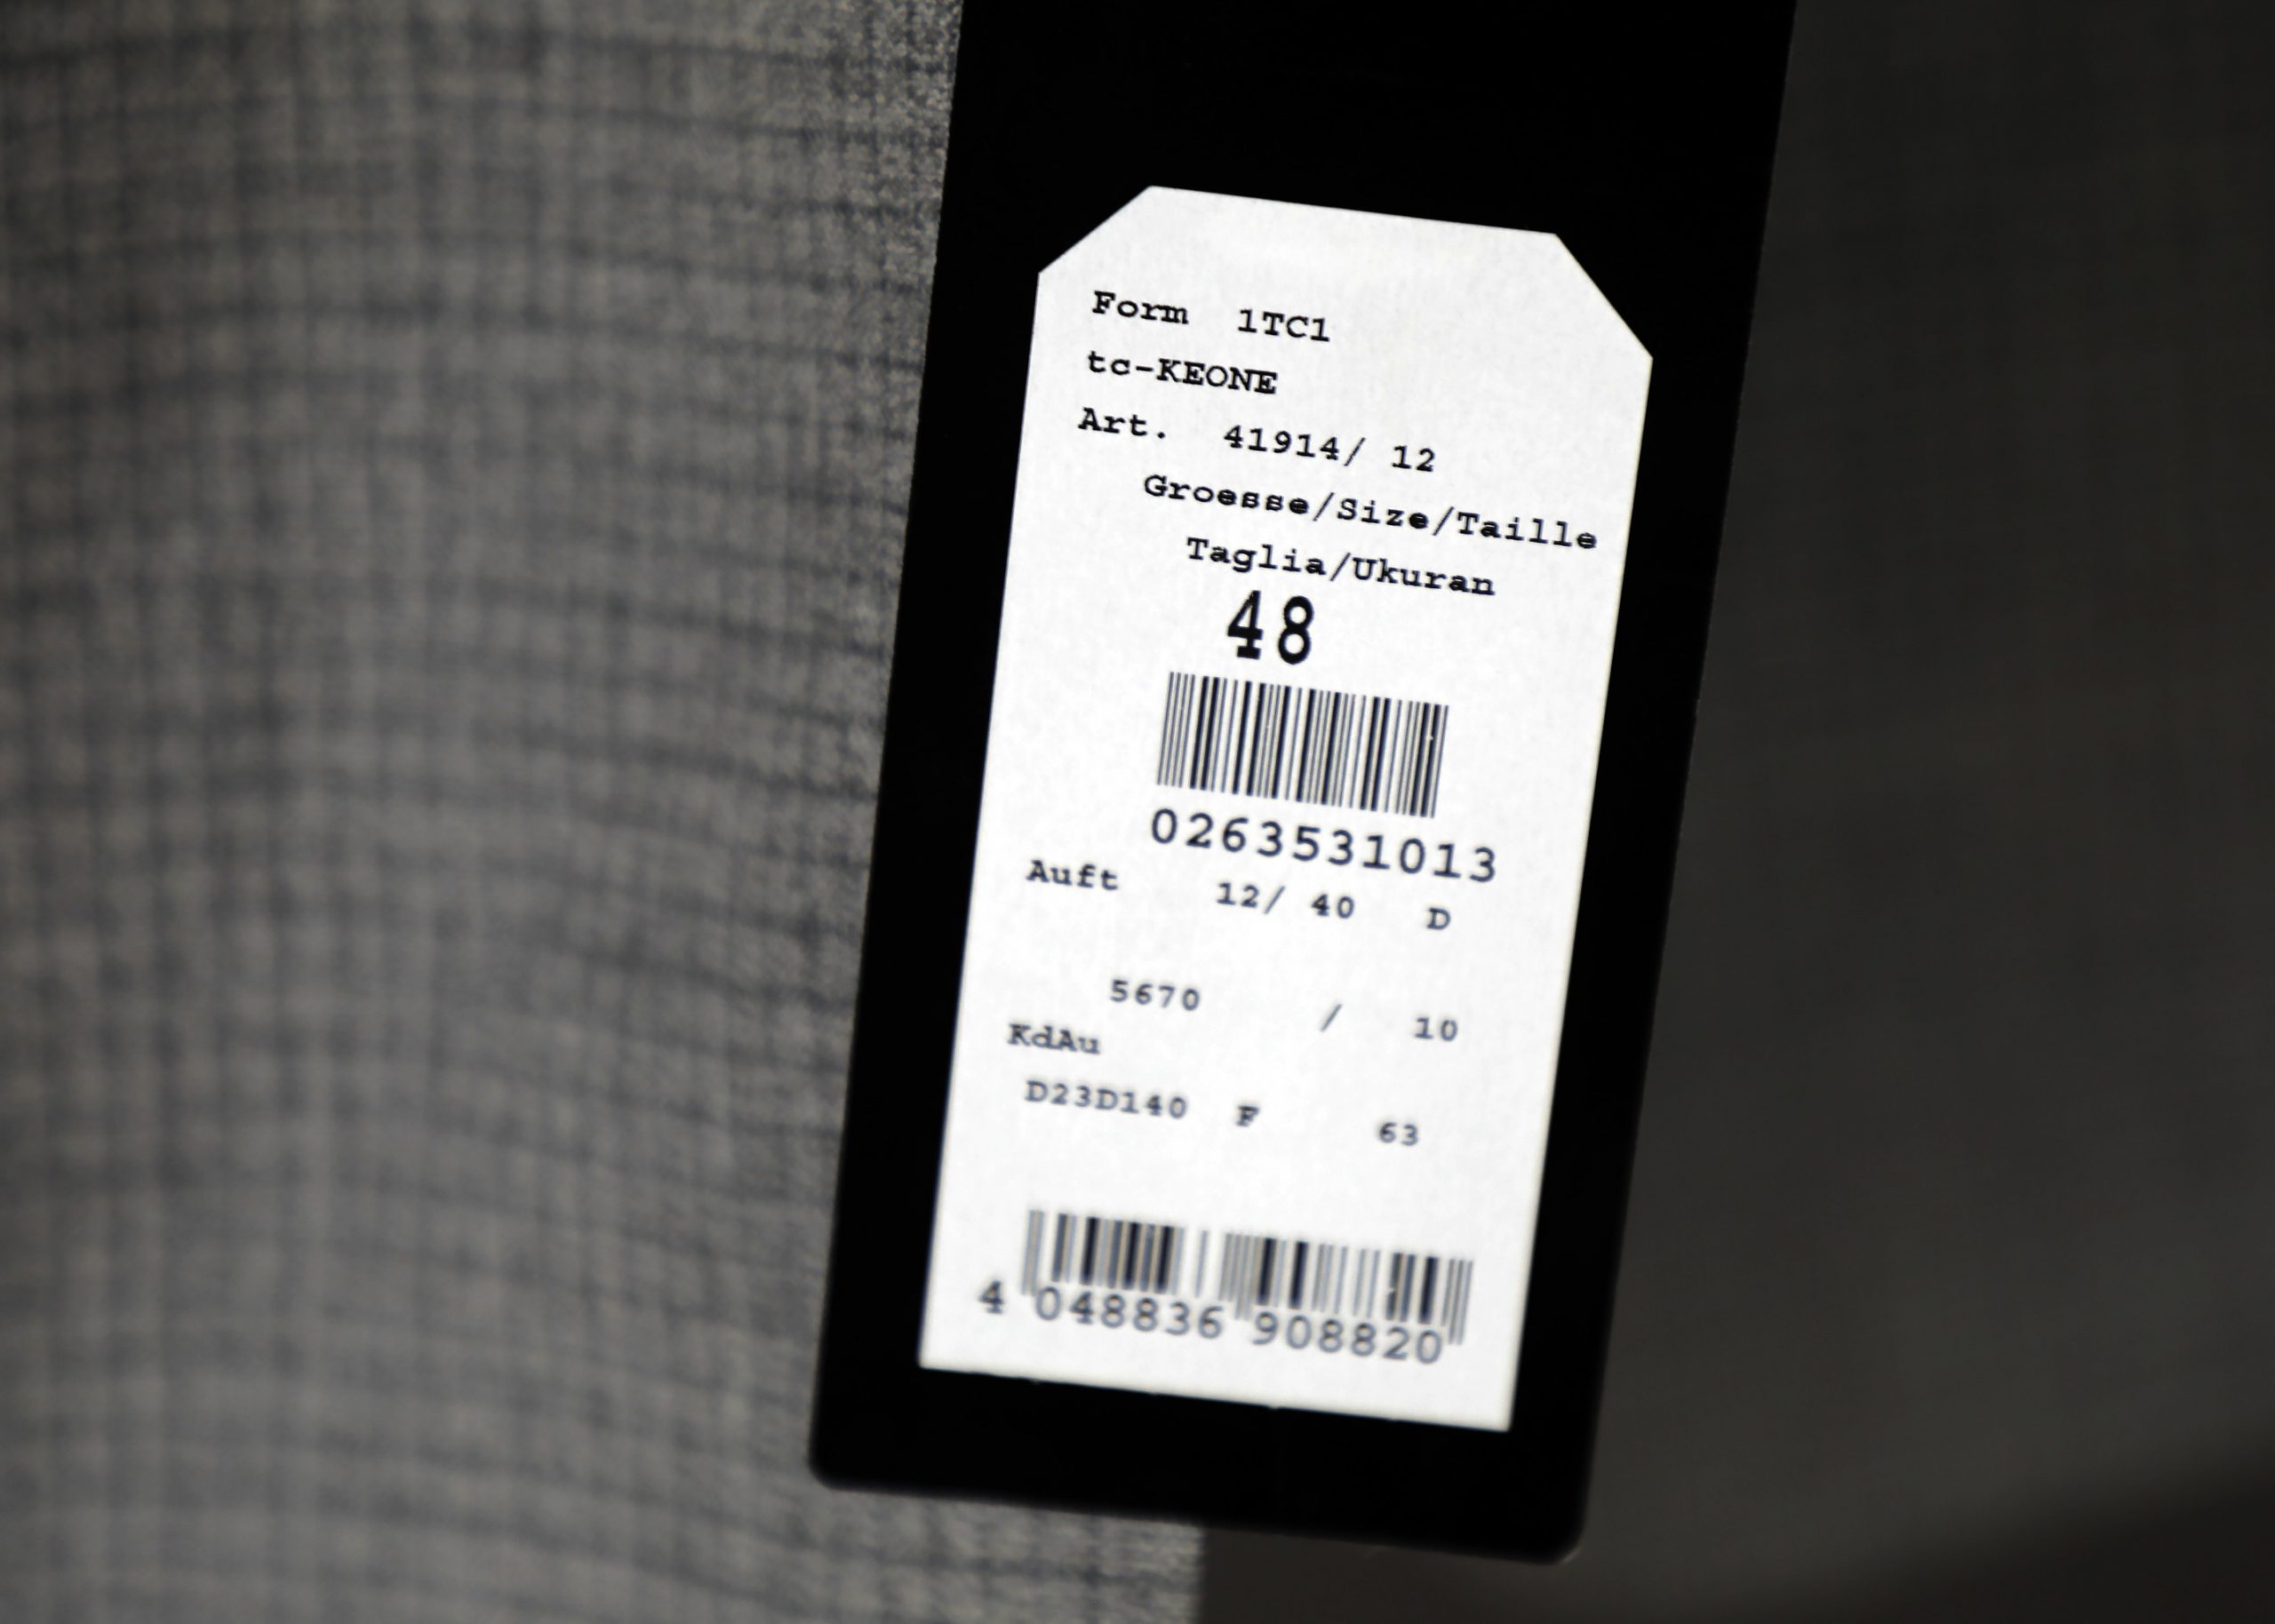 Form 1TC1
tc-KEONE
Art. 41914/ 12
Groesse/Size/Taille
Taglia/Ukuran
48
0263531013
Auft 12/ 40 D
5670 / 10
KdAu
D23D140 F 63
4 048836 908820